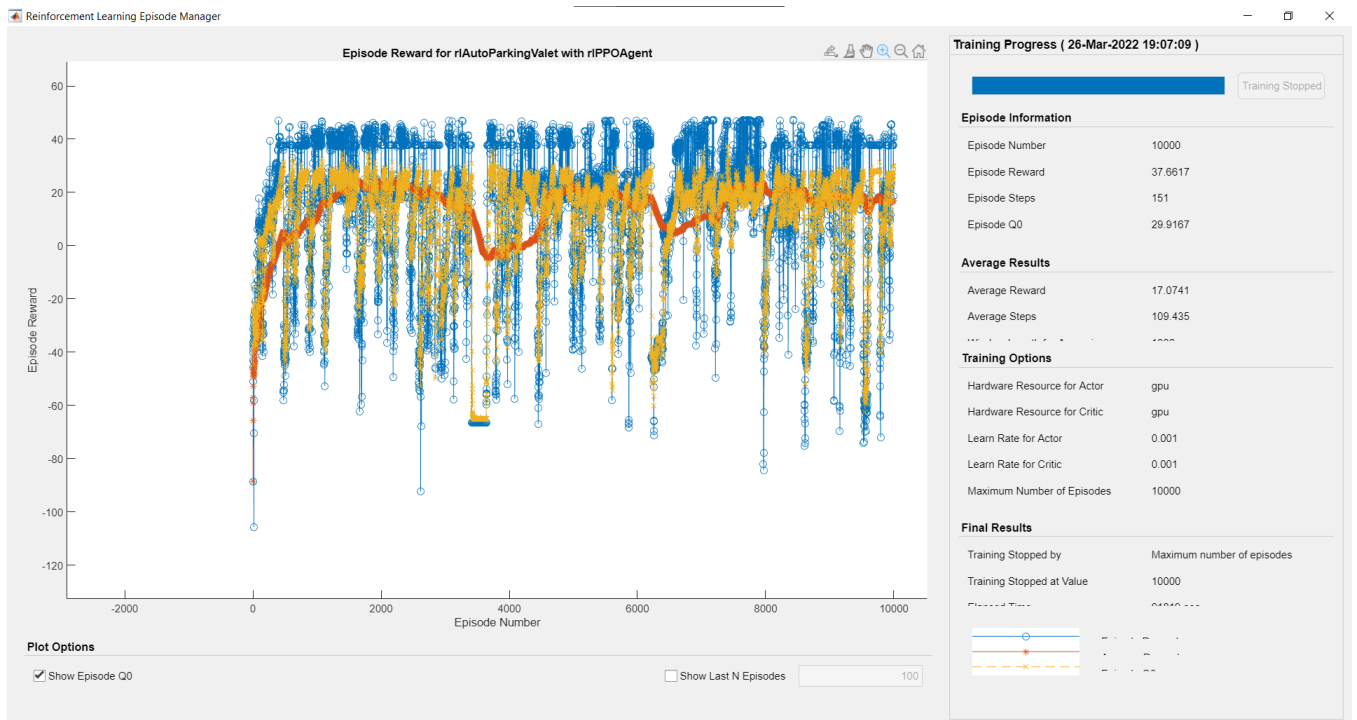 Reinforcement Learning Episode Manager
Episode Reward for rlAutoParkingValet with rlPPOAgent
60
40
20
0
-20
-40
-60
-80
-100
-120
Episode Reward
-2000 0 2000 4000 6000 8000 10000
Episode Number
Plot Options
Show Episode Q0
Show Last N Episodes 100
Training Progress ( 26-Mar-2022 19:07:09 )
Training Stopped
Episode Information
Episode Number 10000
Episode Reward 37.6617
Episode Steps 151
Episode Q0 29.9167
Average Results
Average Reward 17.0741
Average Steps 109.435
Training Options
Hardware Resource for Actor gpu
Hardware Resource for Critic gpu
Learn Rate for Actor 0.001
Learn Rate for Critic 0.001
Maximum Number of Episodes 10000
Final Results
Training Stopped by Maximum number of episodes
Training Stopped at Value 10000